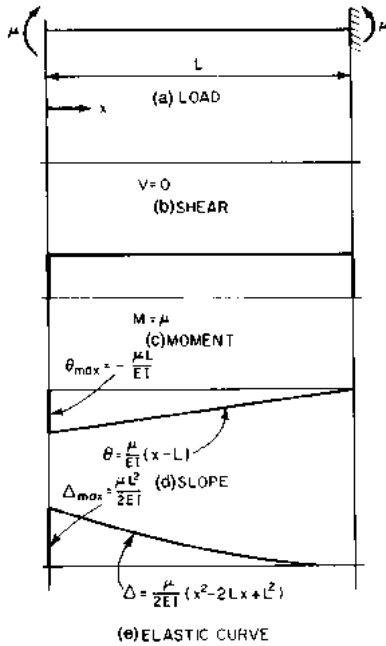 μ μ
L
(a) LOAD
x
V=0
(b)SHEAR
M=μ
(c)MOMENT
θmax=-μL/EI
θ=μ/EI(x-L)
(d)SLOPE
Δmax=μL²/2EI
Δ=μ/2EI(x²-2Lx+L²)
(e) ELASTIC CURVE